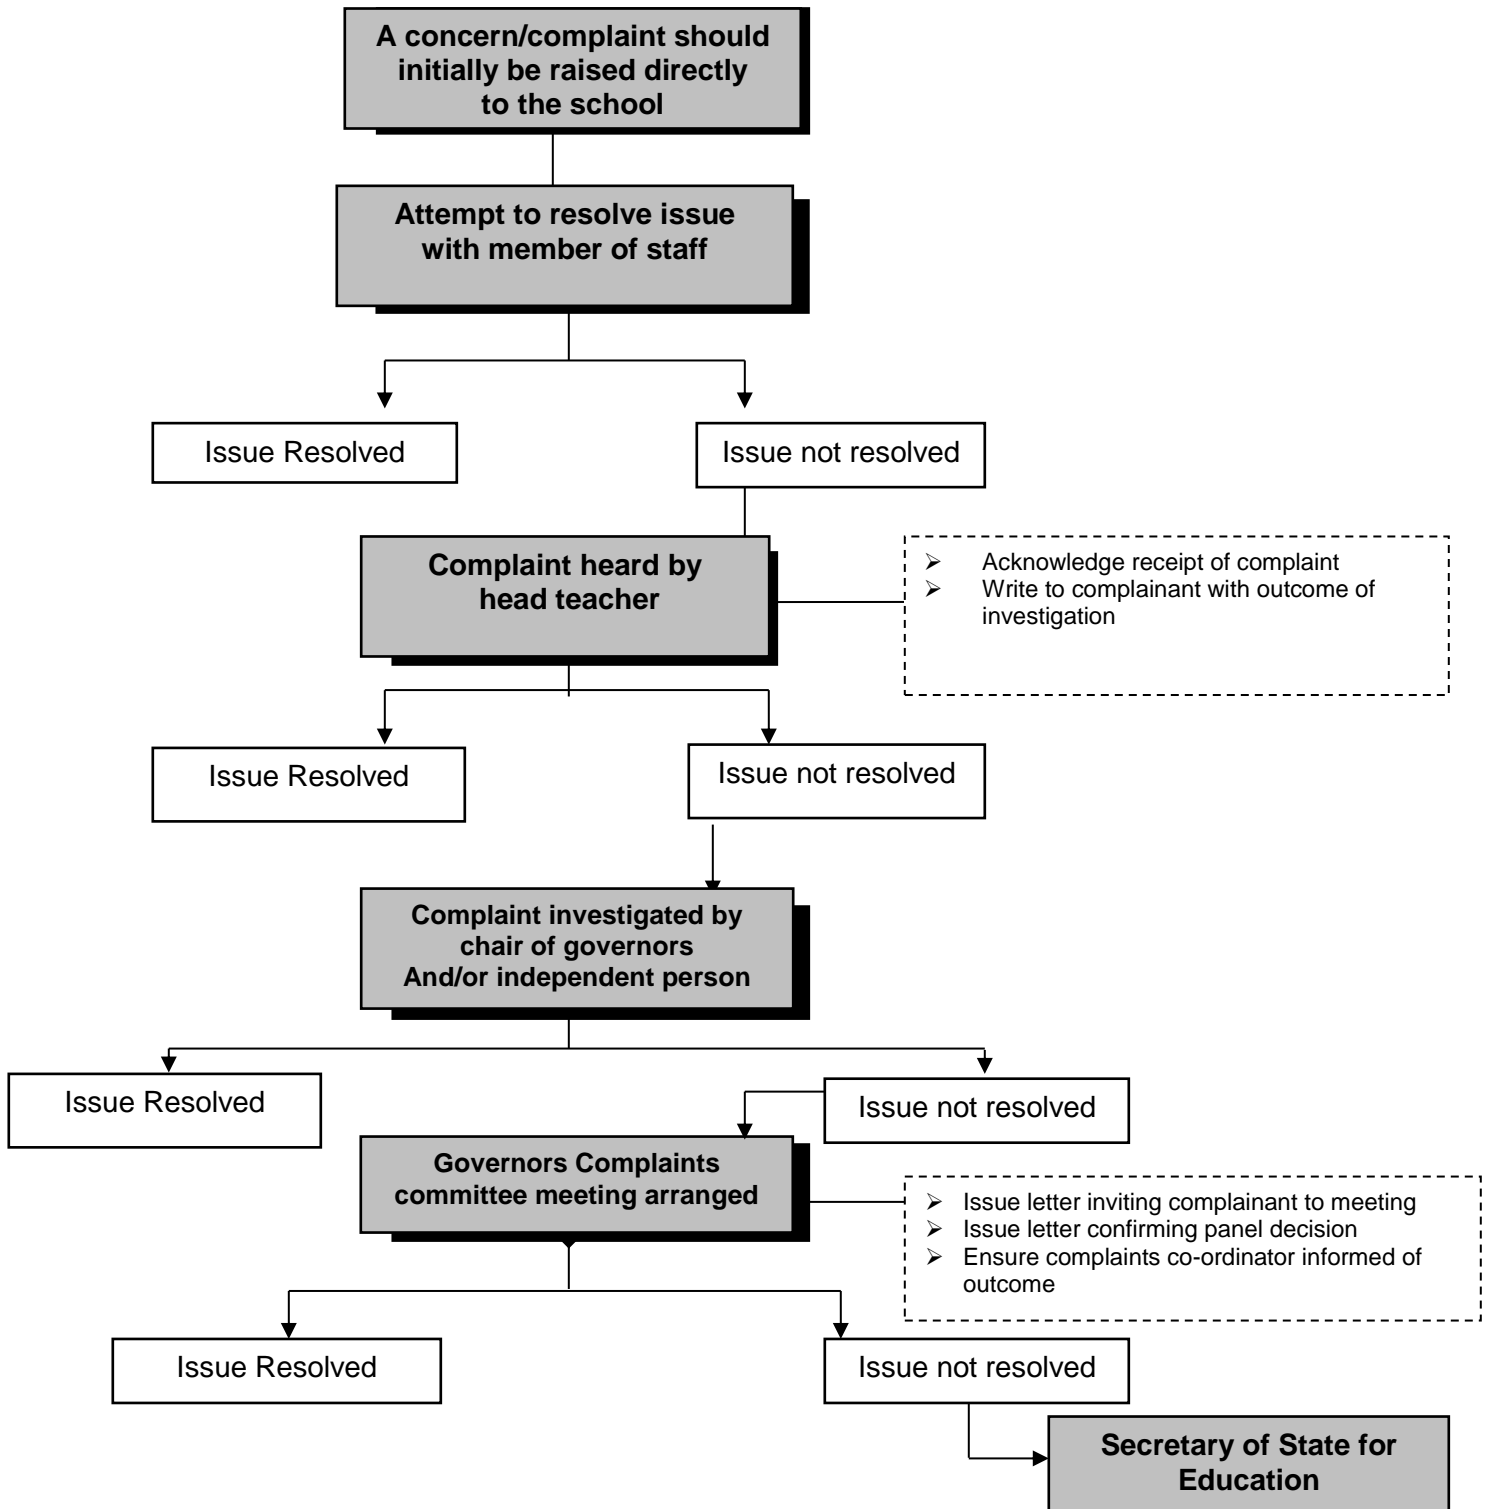 A concern/complaint should
initially be raised directly
to the school
Attempt to resolve issue
with member of staff
Issue Resolved
Issue not resolved
Complaint heard by
head teacher
➢ Acknowledge receipt of complaint
➢ Write to complainant with outcome of
investigation
Issue Resolved
Issue not resolved
Complaint investigated by
chair of governors
And/or independent person
Issue Resolved
Issue not resolved
Governors Complaints
committee meeting arranged
➢ Issue letter inviting complainant to meeting
➢ Issue letter confirming panel decision
➢ Ensure complaints co-ordinator informed of
outcome
Issue Resolved
Issue not resolved
Secretary of State for
Education